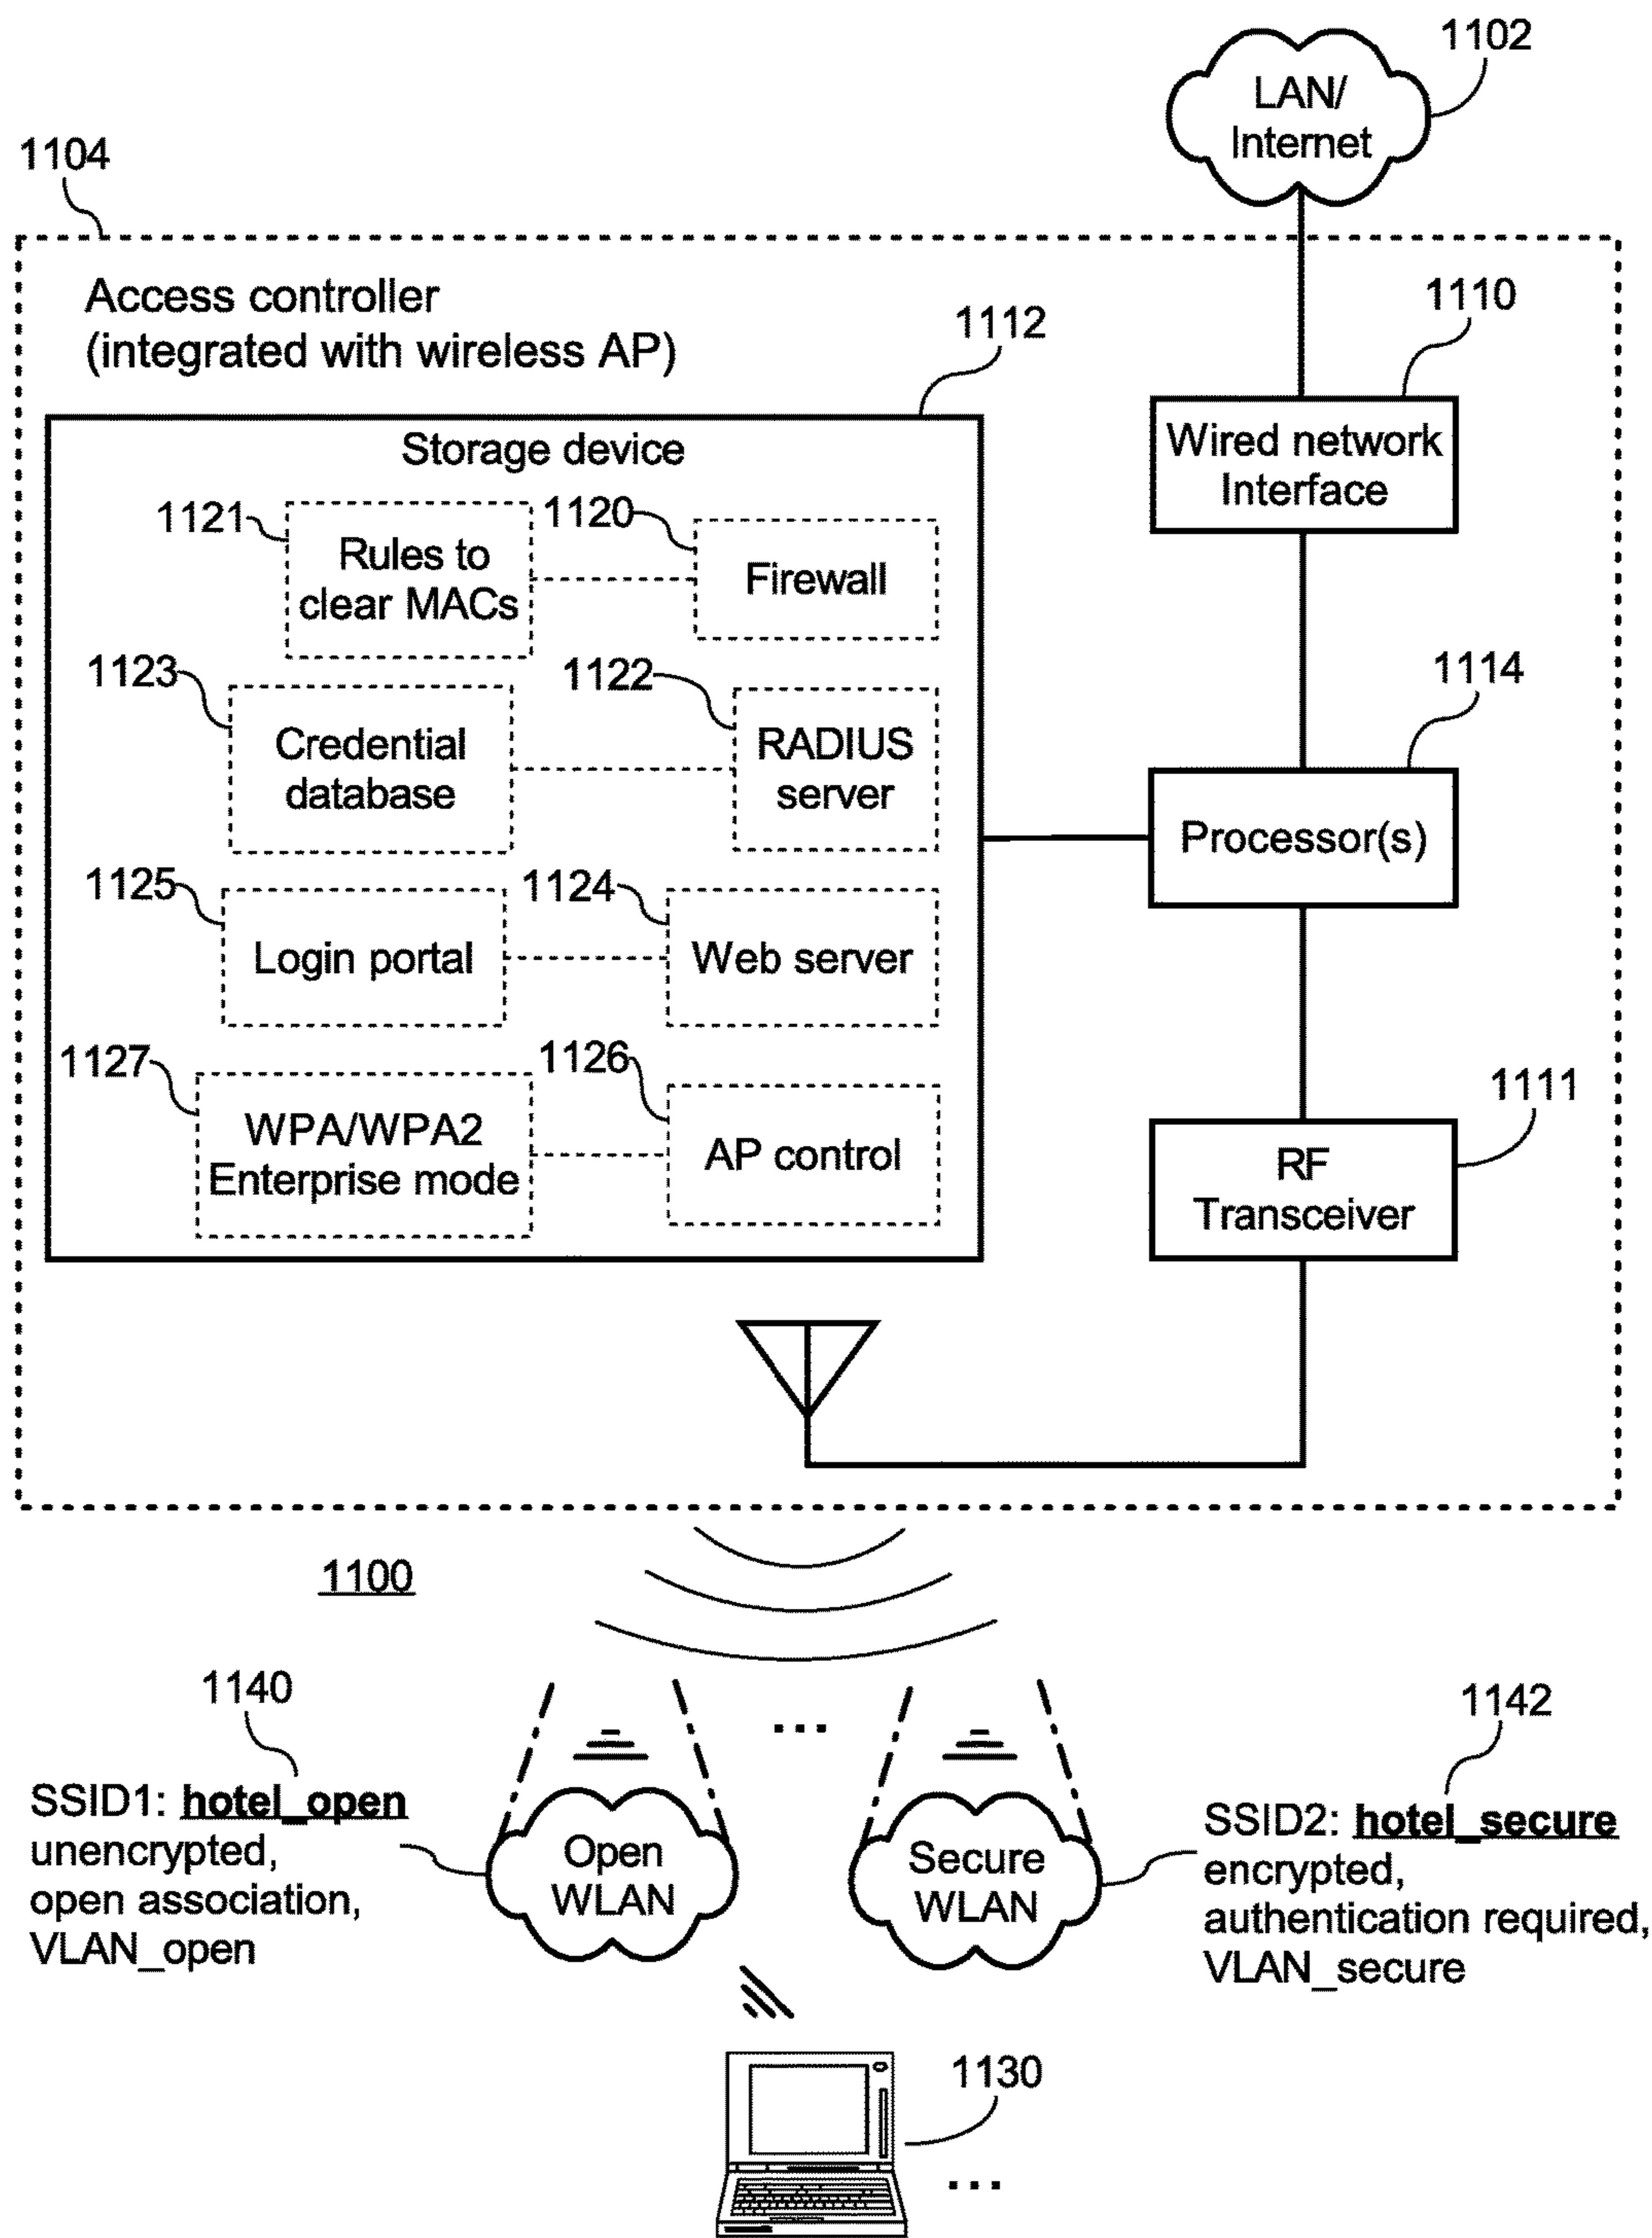 1102
LAN/
Internet
1104
Access controller
(integrated with wireless AP)
1110
1112
Wired network
Interface
Storage device
1121
Rules to
clear MACs
1120
Firewall
1123
Credential
database
1122
RADIUS
server
1114
Processor(s)
1125
Login portal
1124
Web server
1127
WPA/WPA2
Enterprise mode
1126
AP control
1111
RF
Transceiver
1100
1140
SSID1: hotel_open
unencrypted,
open association,
VLAN_open
Open
WLAN
...
Secure
WLAN
1142
SSID2: hotel_secure
encrypted,
authentication required,
VLAN_secure
1130
...